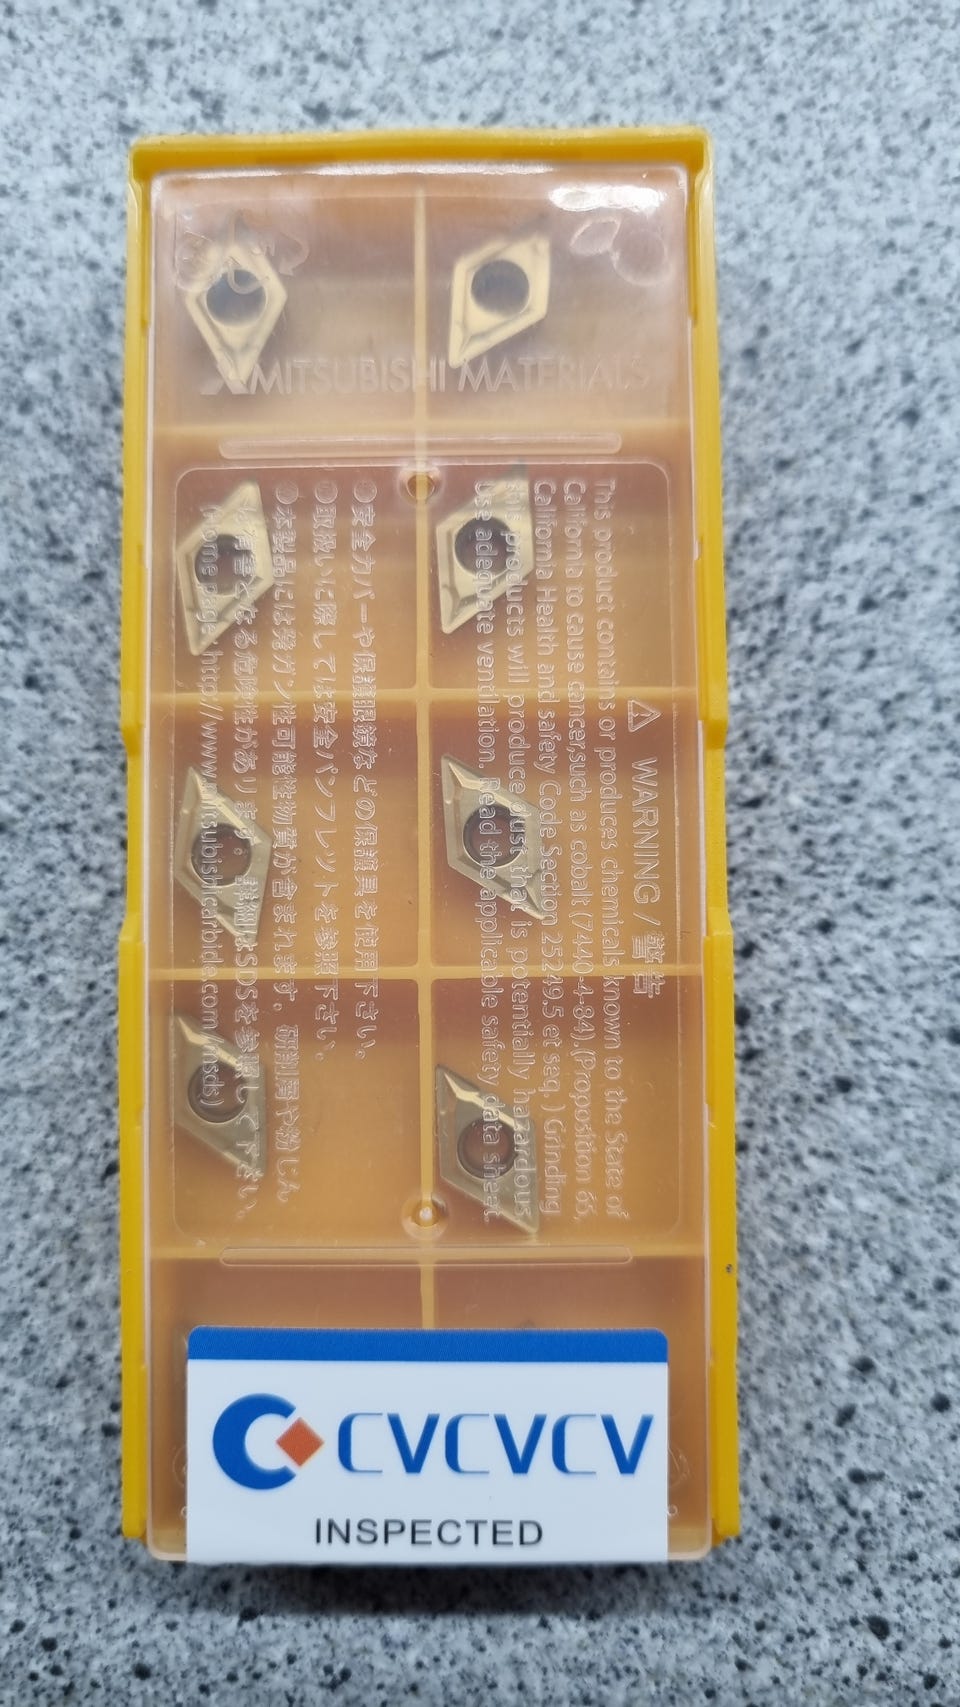 MITSUBISHI MATERIALS
⚠ WARNING / 警告
This product contains or produces chemicals known to the State of
California to cause cancer,such as cobalt (7440-4-84).(Proposition 65,
California Health and safety Code Section 25249.5 et seq. ) Grinding
this products will produce dust that is potentially hazardous
Use adequate ventilation. Read the applicable safety data sheet.
●安全カバーや保護眼鏡などの保護具を使用下さい。
●取扱いに際しては安全パンフレットを参照下さい。
●本製品には発ガン性可能性物質が含まれます。研削屑や粉じん
は有害となる危険性があります。詳細はSDSを参照して下さい。
(home page http://www.mitsubishicarbide.com/msds)
CVCVCV
INSPECTED